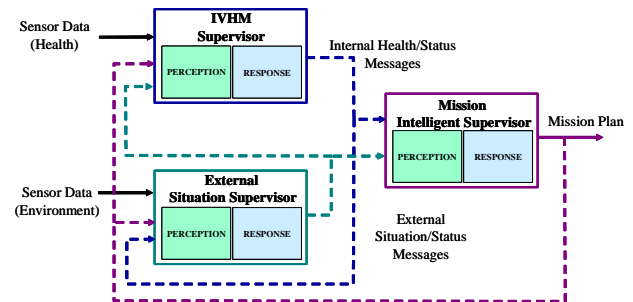 Sensor Data
(Health)
IVHM
Supervisor
PERCEPTION
RESPONSE
Internal Health/Status
Messages
Mission
Intelligent Supervisor
PERCEPTION
RESPONSE
Mission Plan
Sensor Data
(Environment)
External
Situation Supervisor
PERCEPTION
RESPONSE
External
Situation/Status
Messages